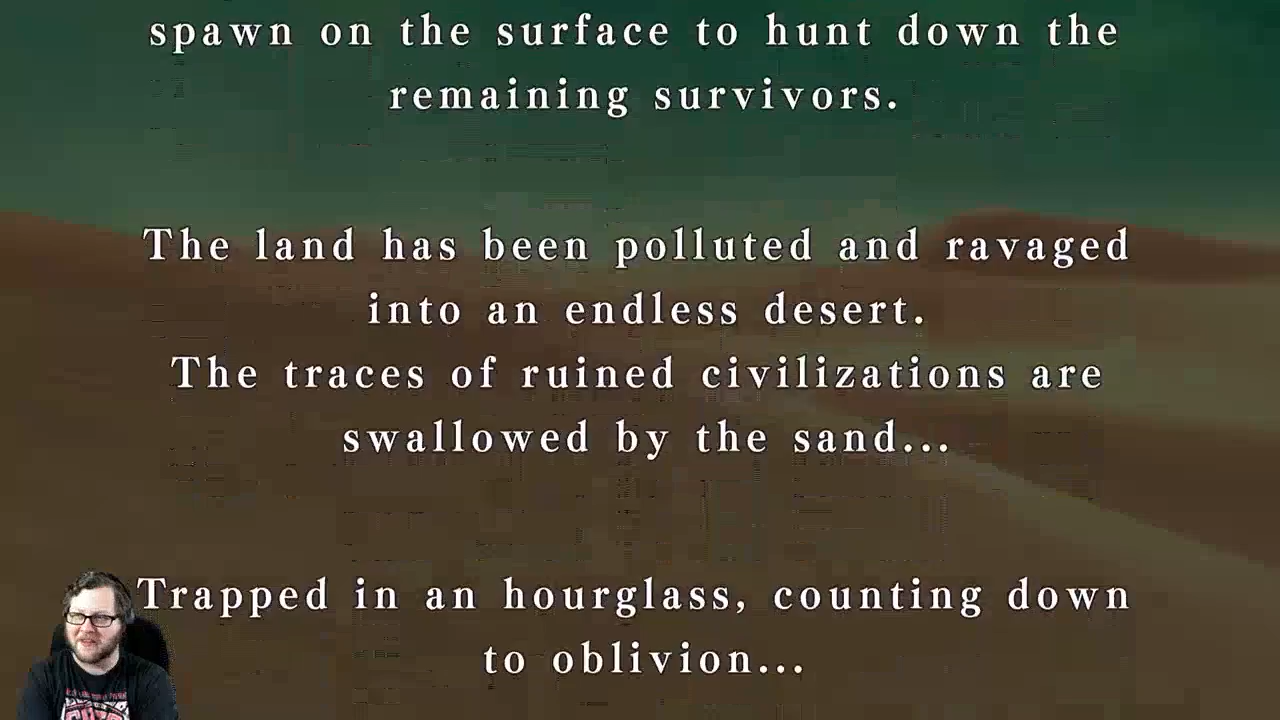 spawn on the surface to hunt down the
remaining survivors.
The land has been polluted and ravaged
into an endless desert.
The traces of ruined civilizations are
swallowed by the sand...
Trapped in an hourglass, counting down
to oblivion...